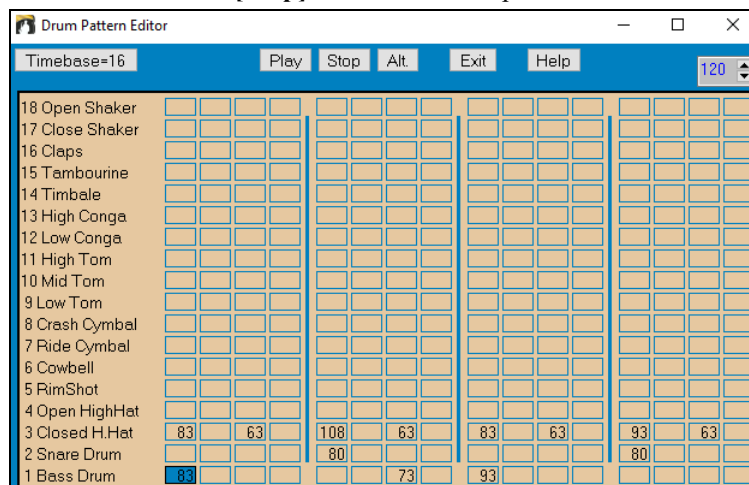 Drum Pattern Editor
Timebase=16 Play Stop Alt. Exit Help 120
18 Open Shaker
17 Close Shaker
16 Claps
15 Tambourine
14 Timbale
13 High Conga
12 Low Conga
11 High Tom
10 Mid Tom
9 Low Tom
8 Crash Cymbal
7 Ride Cymbal
6 Cowbell
5 RimShot
4 Open HighHat
3 Closed H.Hat 83 63 108 63 83 63 93 63
2 Snare Drum 80 80
1 Bass Drum 83 73 93